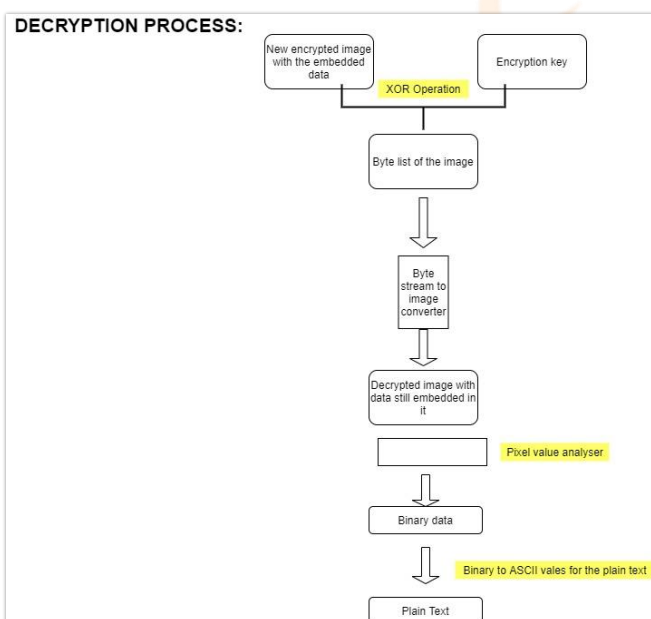 DECRYPTION PROCESS:
New encrypted image
with the embedded
data
Encryption key
XOR Operation
Byte list of the image
Byte
stream to
image
converter
Decrypted image with
data still embedded in
it
Pixel value analyser
Binary data
Binary to ASCII vales for the plain text
Plain Text